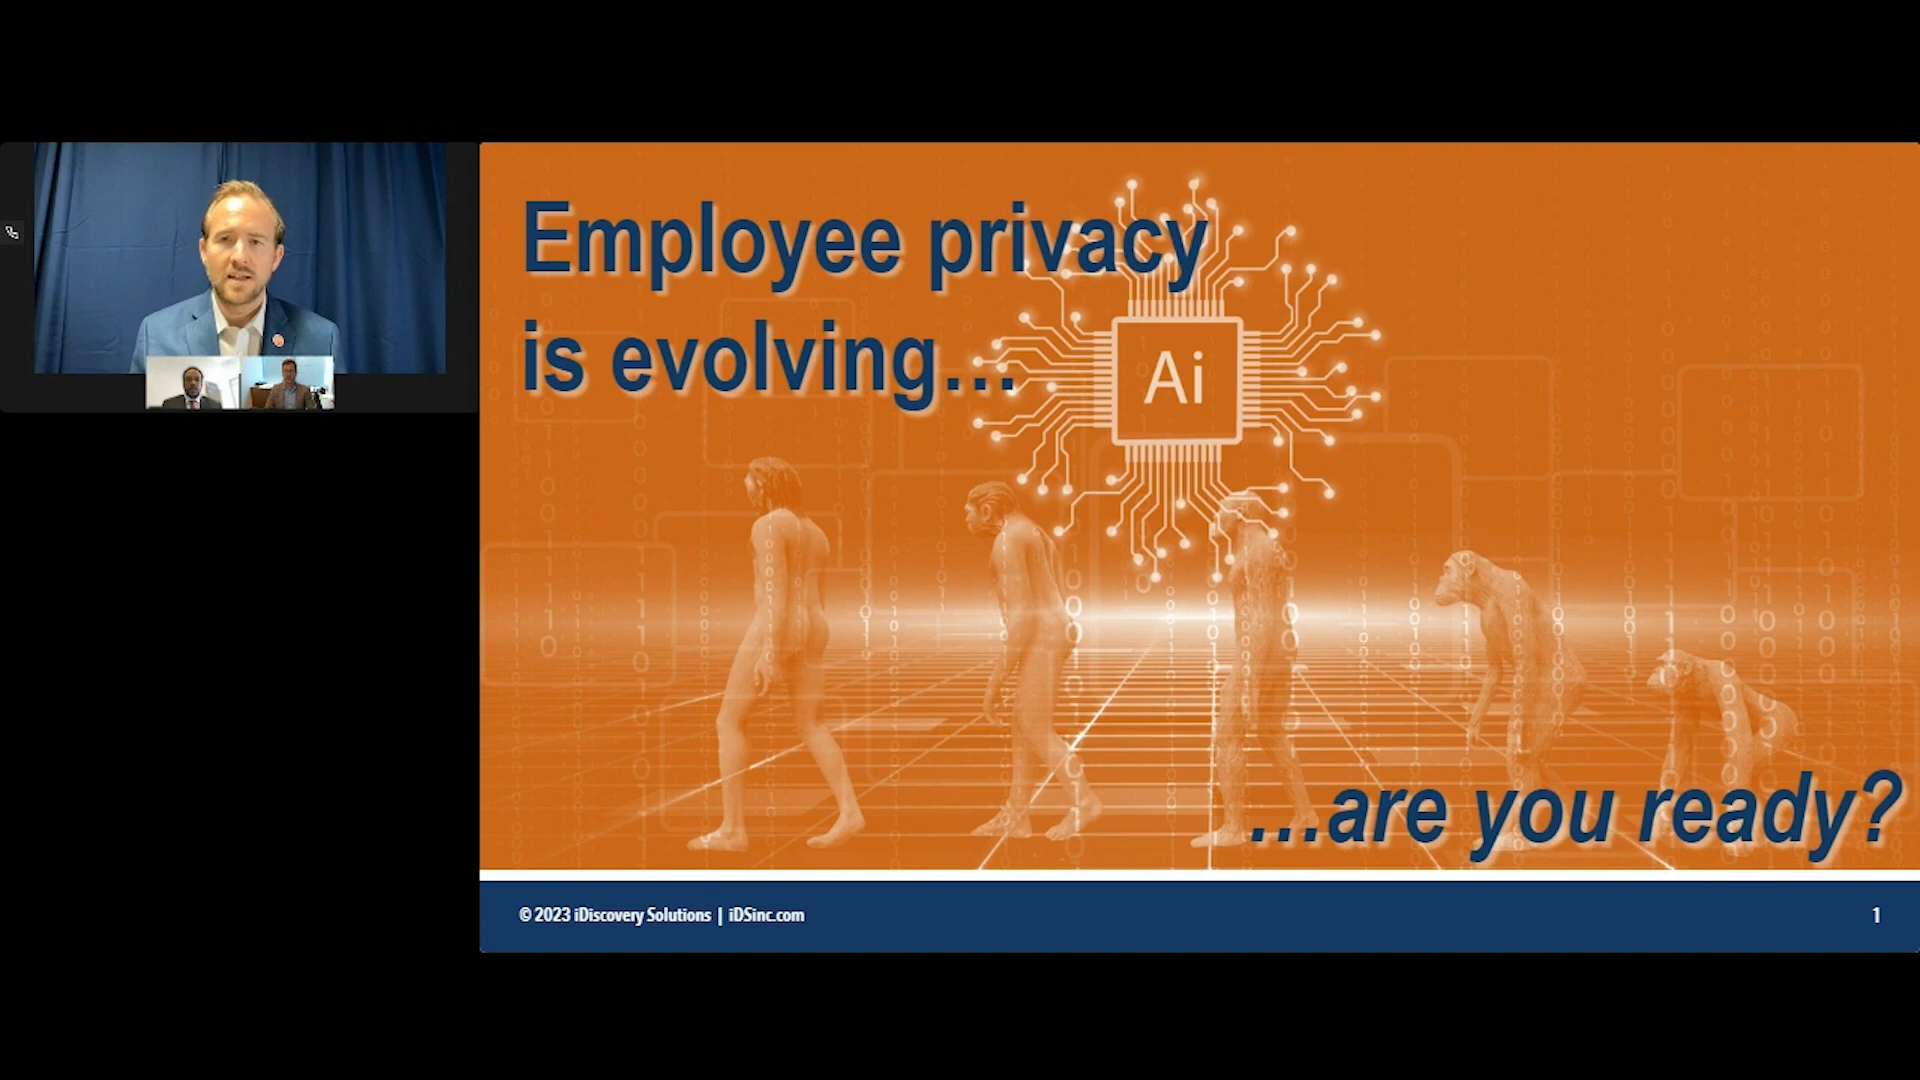 Employee privacy
is evolving...
Ai
...are you ready?
© 2023 iDiscovery Solutions | iDSinc.com
1